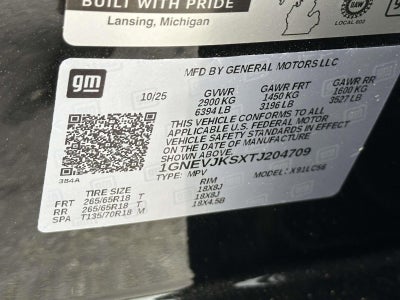 BUILT WITH PRIDE
Lansing, Michigan
UAW
LOCAL 602
gm
MFD BY GENERAL MOTORS LLC
10/25
GVWR GAWR FRT GAWR RR
2900 KG 1450 KG 1600 KG
6394 LB 3196 LB 3527 LB
THIS VEHICLE CONFORMS TO ALL
APPLICABLE U.S. FEDERAL MOTOR
VEHICLE SAFETY STANDARDS IN EFFECT
ON THE DATE OF MANUFACTURE SHOWN ABOVE.
1GNEVJKSXTJ204709
384A
TYPE: MPV MODEL: X91LC56
TIRE SIZE RIM
FRT 265/65R18 T 18X8J
RR 265/65R18 T 18X8J
SPA T135/70R18 M 18X4.5B